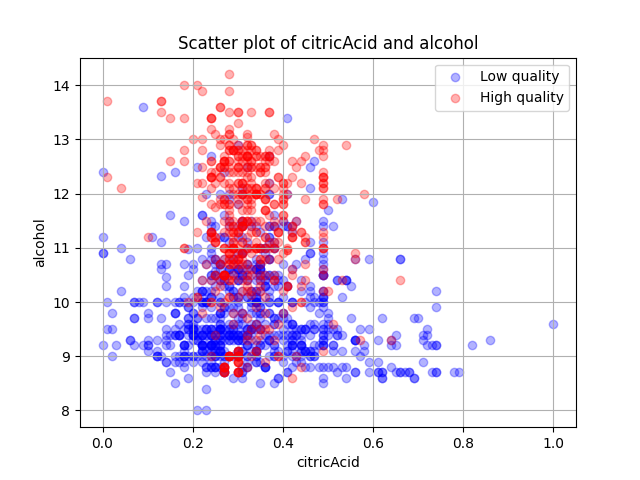 Scatter plot of citricAcid and alcohol
Low quality
High quality
14
13
12
11
10
9
8
alcohol
0.0 0.2 0.4 0.6 0.8 1.0
citricAcid